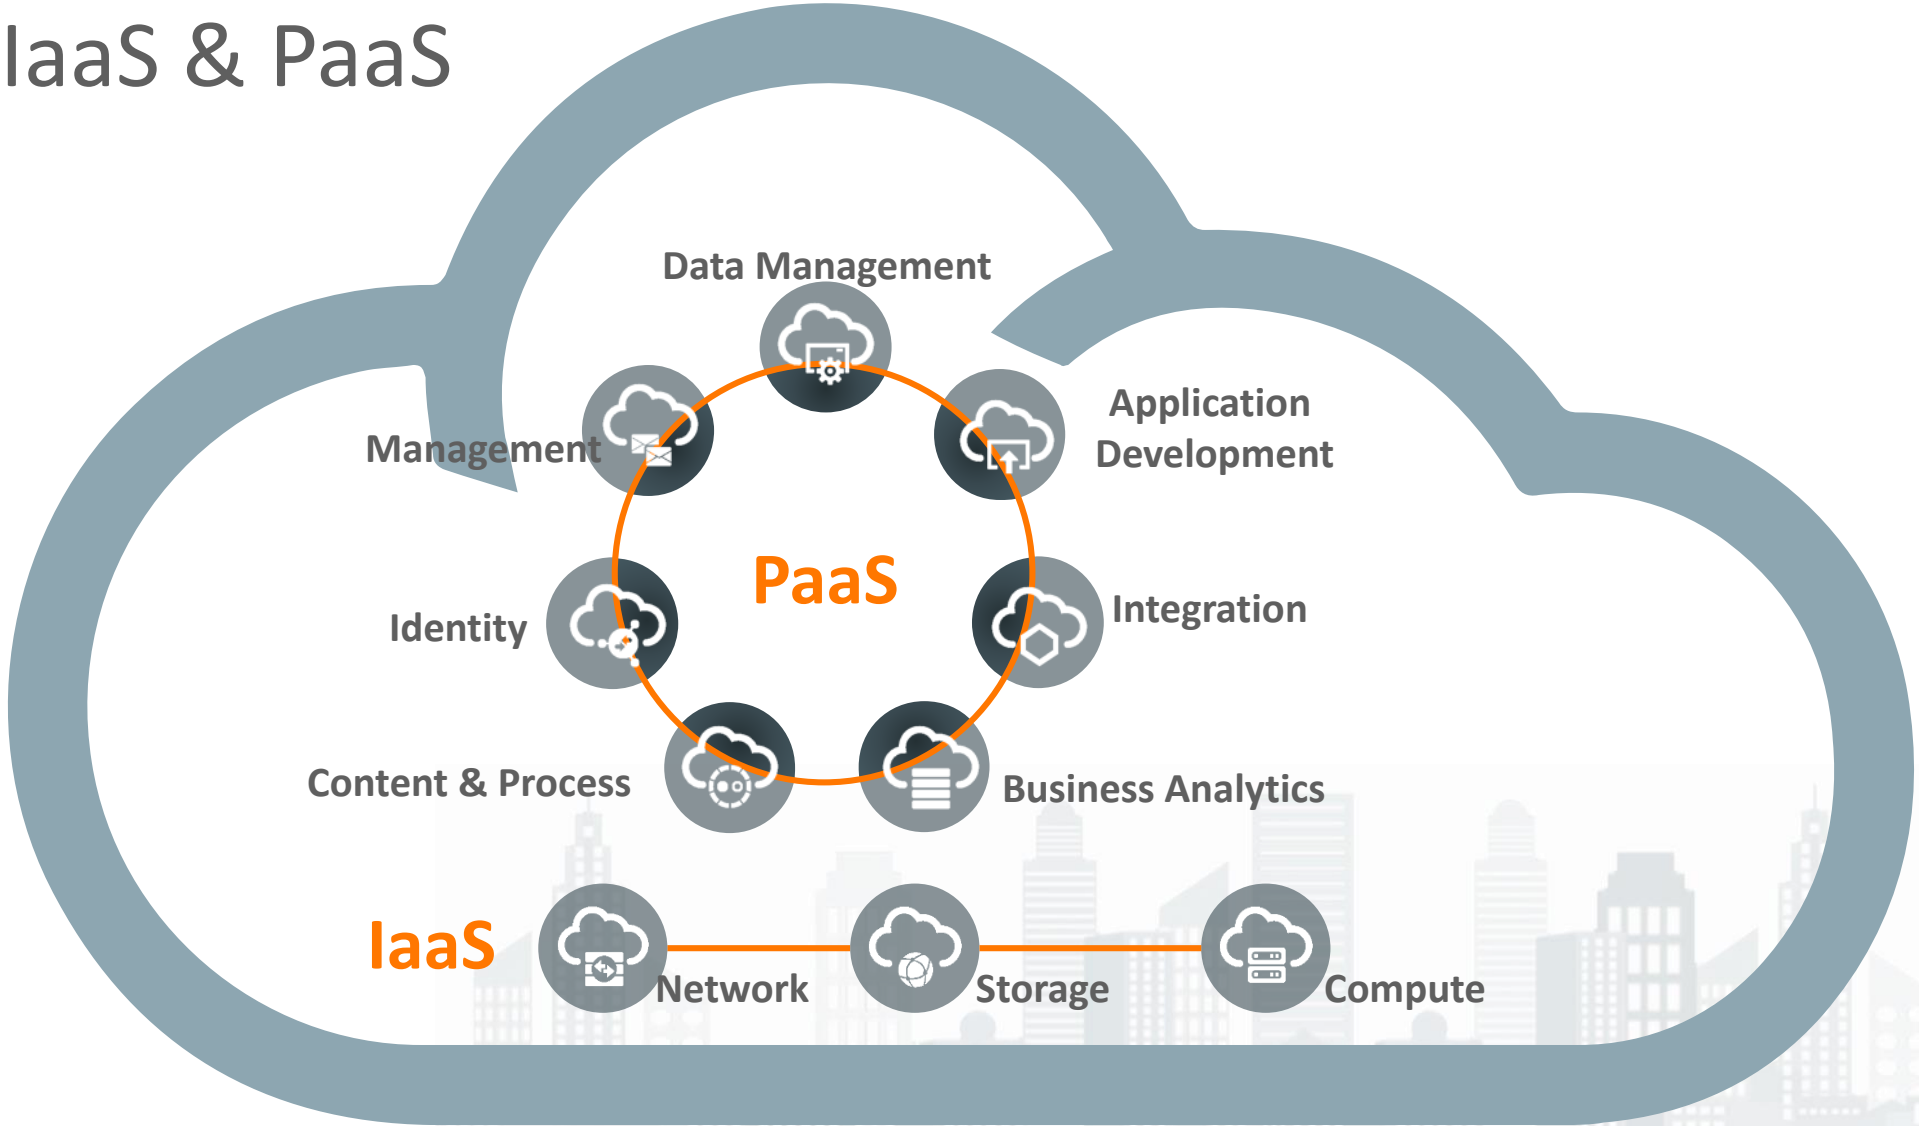 IaaS & PaaS
Data Management
Application
Development
Management
PaaS
Integration
Identity
Content & Process
Business Analytics
IaaS
Network
Storage
Compute